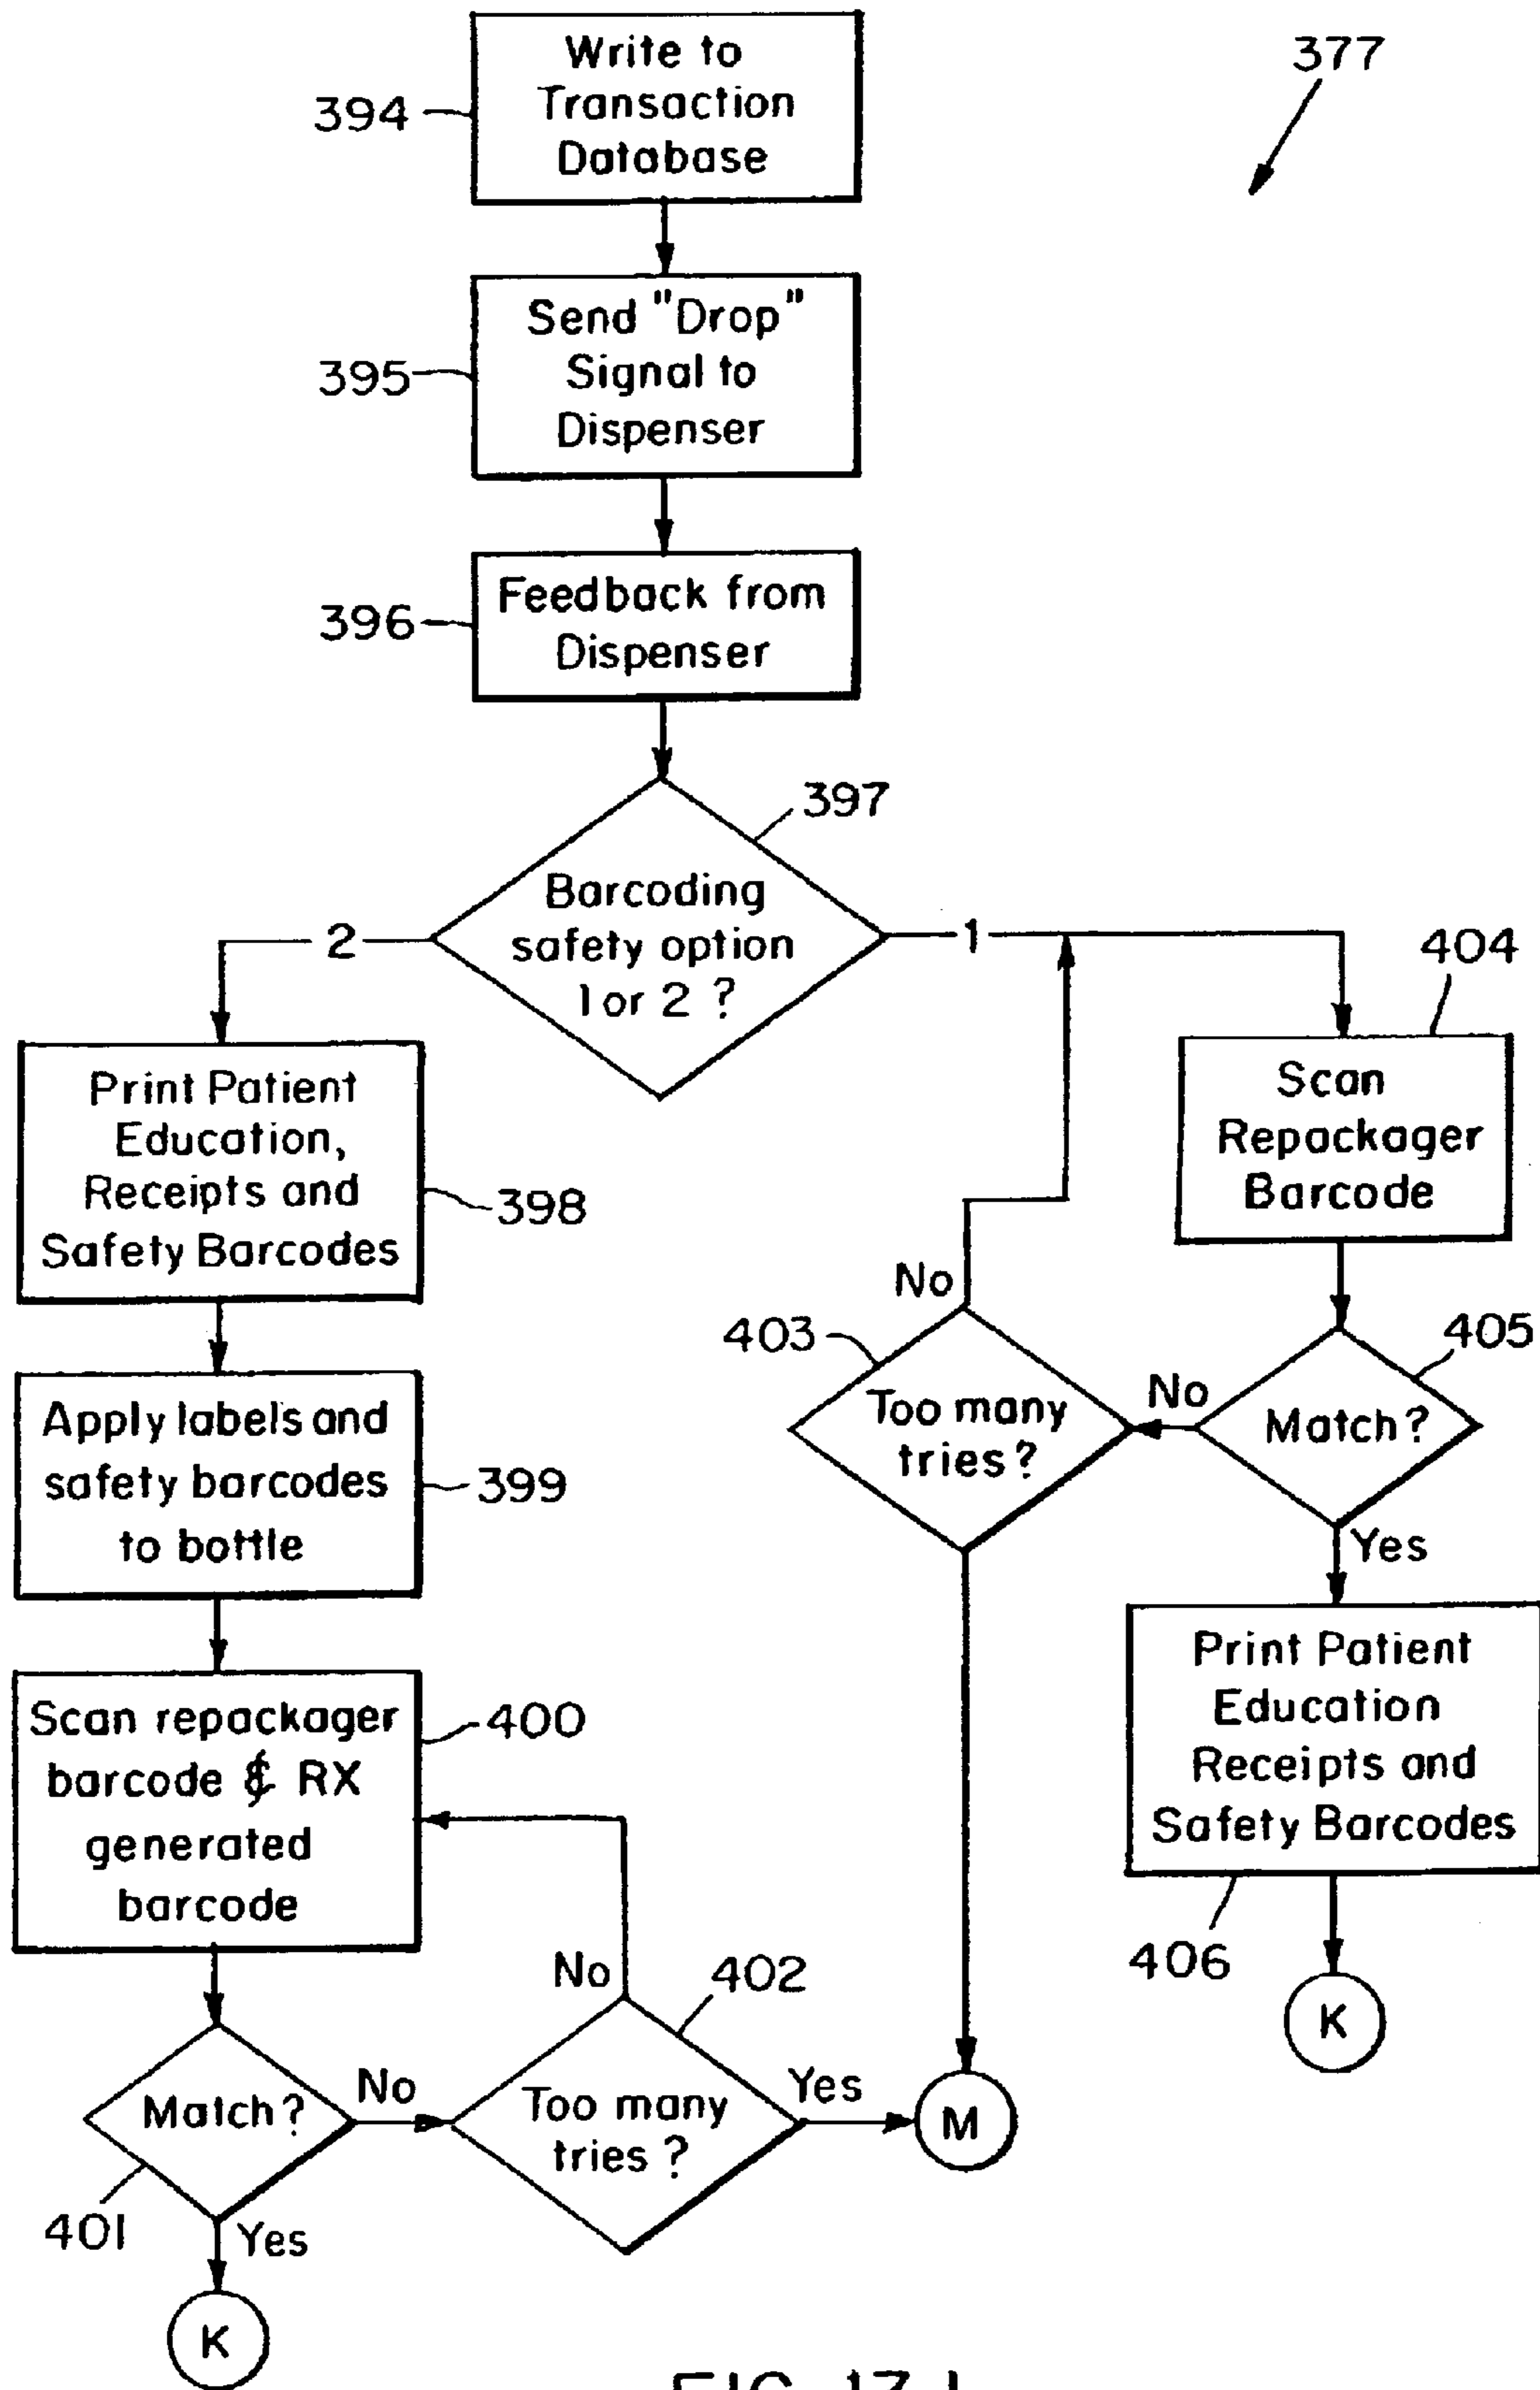 377
394
Write to
Transaction
Database
395
Send "Drop"
Signal to
Dispenser
396
Feedback from
Dispenser
397
Barcoding
safety option
1 or 2 ?
2
1
398
Print Patient
Education,
Receipts and
Safety Barcodes
399
Apply labels and
safety barcodes
to bottle
400
Scan repackager
barcode & RX
generated
barcode
401
Match?
No
Yes
K
402
Too many
tries ?
No
Yes
M
404
Scan
Repackager
Barcode
405
Match?
No
Yes
403
Too many
tries?
No
406
Print Patient
Education
Receipts and
Safety Barcodes
K